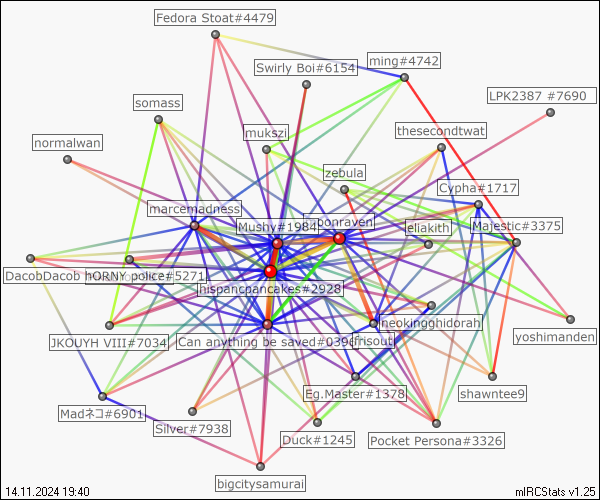 Fedora Stoat#4479
ming#4742
Swirly Boi#6154
LPK2387 #7690
somass
thesecondtwat
mukszi
normalwan
zebula
Cypha#1717
marcemadness
Mushy#1984
bonraven
eliakith
Majestic#3375
DacobDacob
HORNY police#5271
hispancpancakes#2928
neokingghidorah
yoshimanden
JKOUYH VIII#7034
Can anything be saved#039
frisout
Eg.Master#1378
shawntee9
Madネコ#6901
Silver#7938
Duck#1245
Pocket Persona#3326
bigcitysamurai
14.11.2024 19:40
mIRCStats v1.25